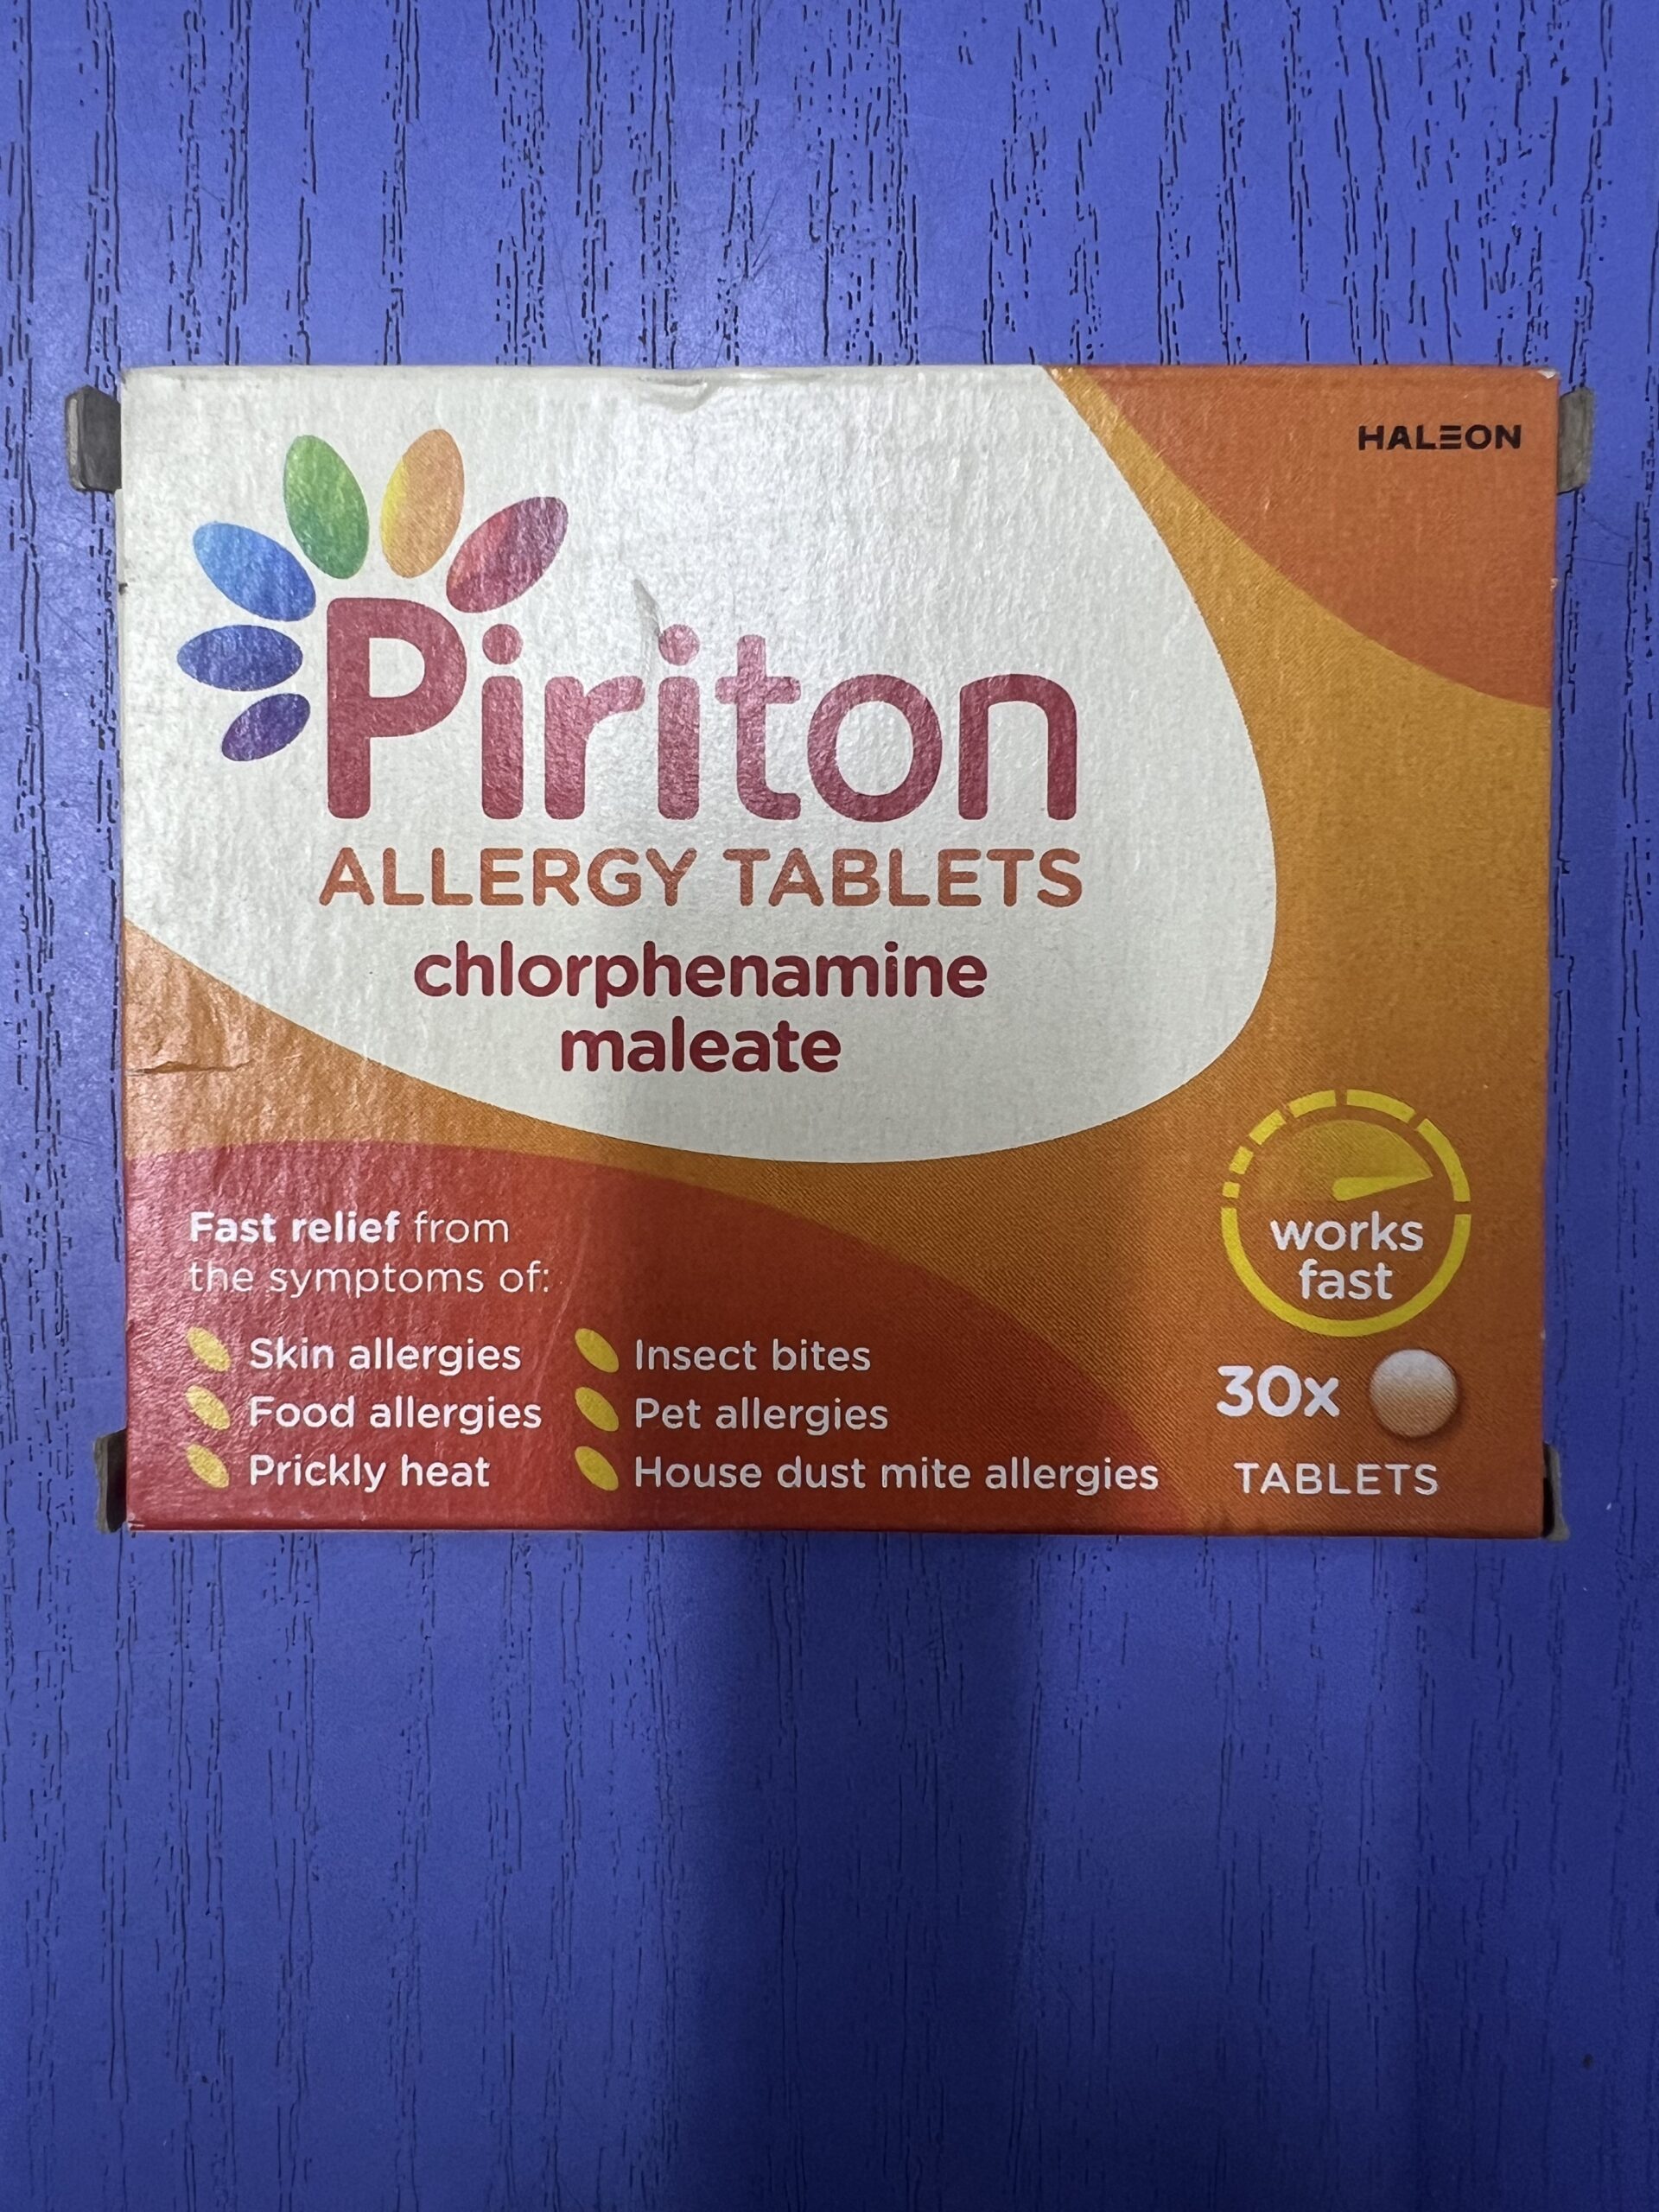 HALEON
Piriton
ALLERGY TABLETS
chlorphenamine
maleate
Fast relief from
the symptoms of:
Skin allergies
Food allergies
Prickly heat
Insect bites
Pet allergies
House dust mite allergies
works
fast
30x
TABLETS